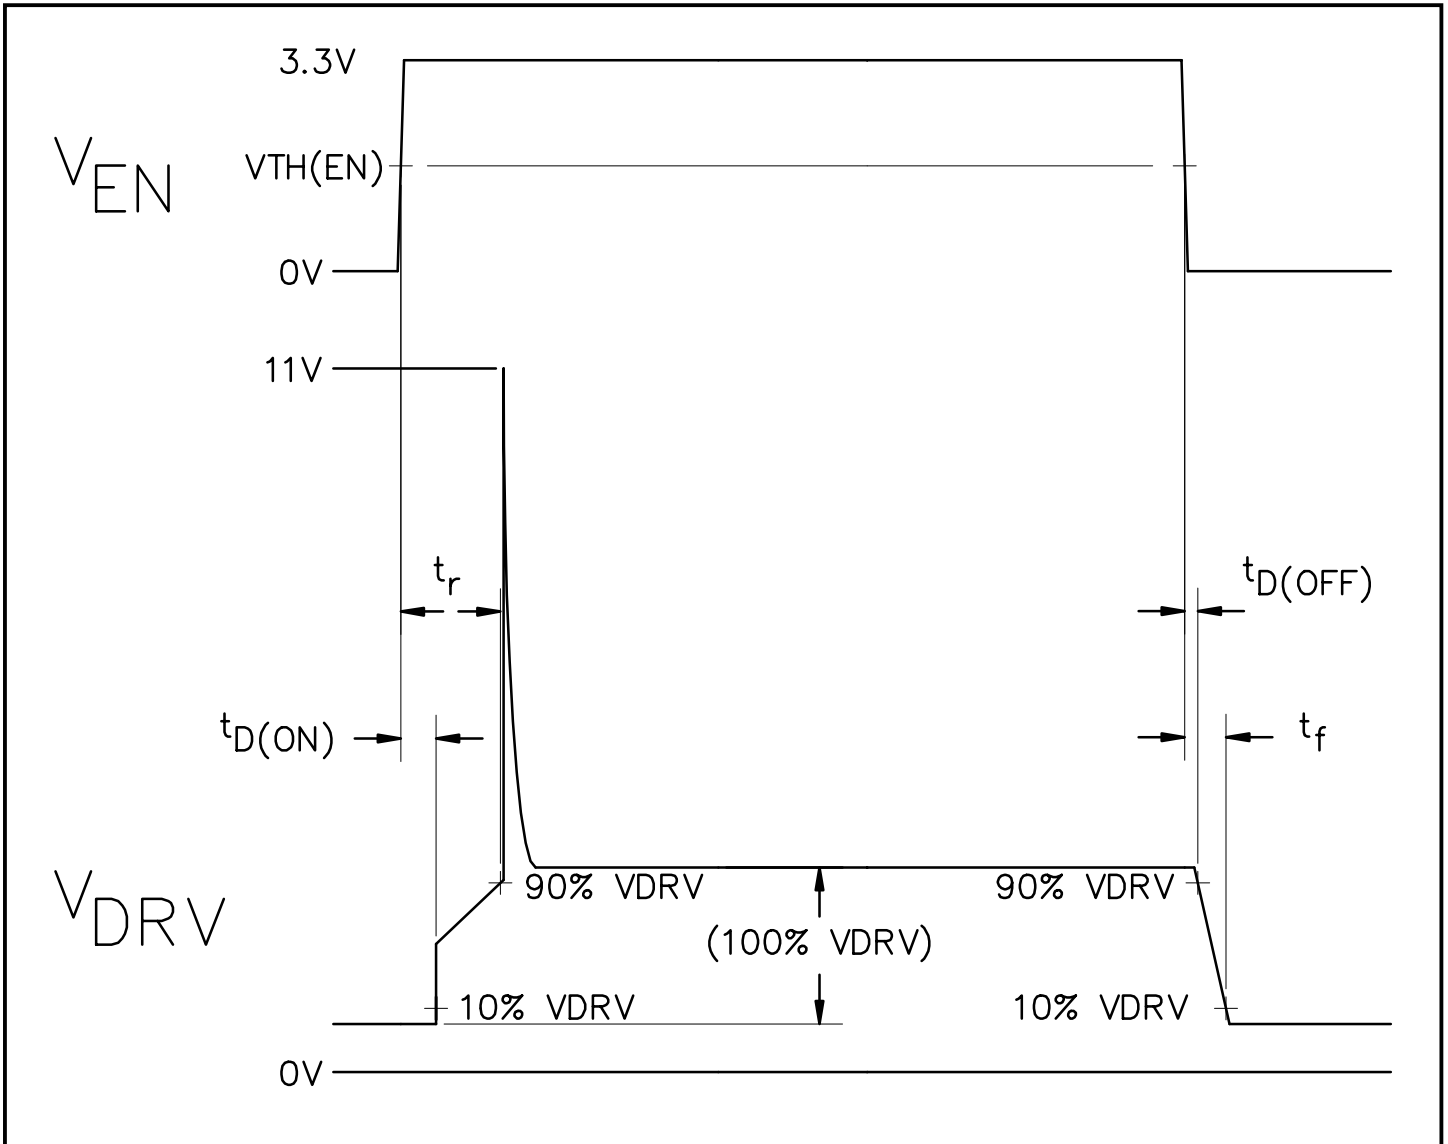 3.3V
VEN
VTH(EN)
0V
11V
tr
tD(OFF)
tD(ON)
tf
VDRV
90% VDRV
90% VDRV
(100% VDRV)
10% VDRV
10% VDRV
0V